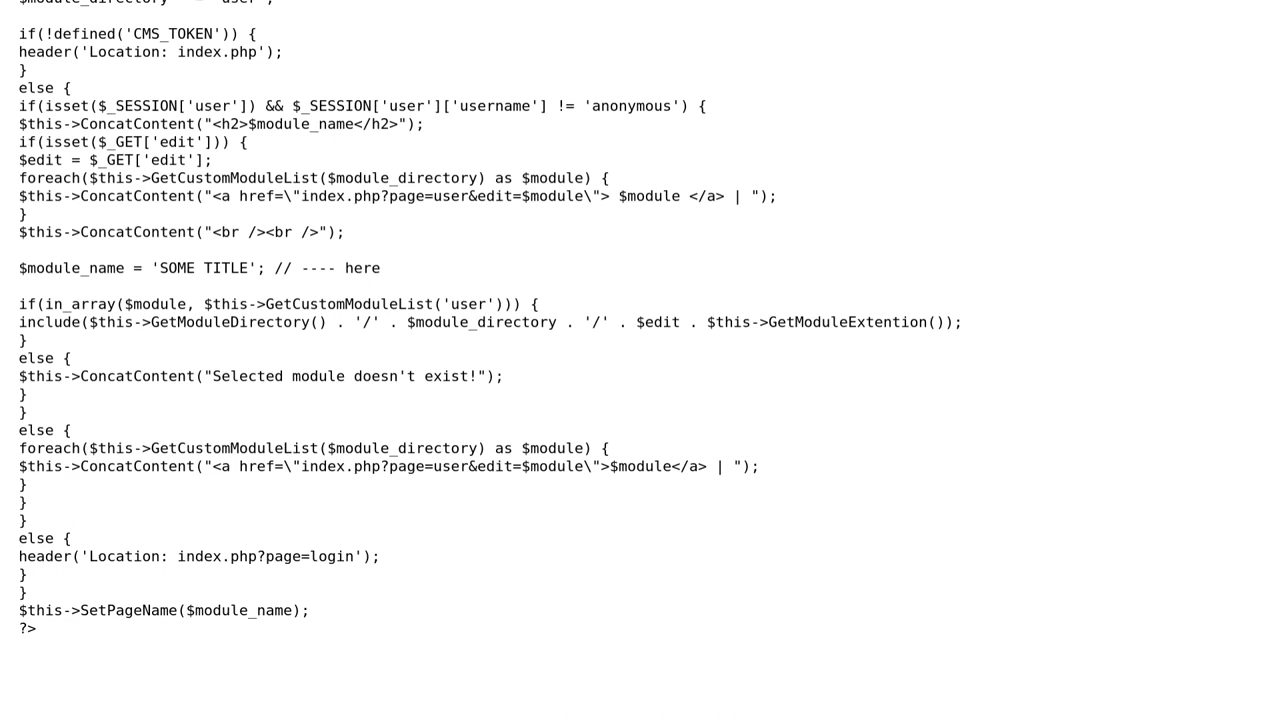 $module_directory = 'user';
if(!defined('CMS_TOKEN')) {
header('Location: index.php');
}
else {
if(isset($_SESSION['user']) && $_SESSION['user']['username'] != 'anonymous') {
$this->ConcatContent("<h2>$module_name</h2>");
if(isset($_GET['edit'])) {
$edit = $_GET['edit'];
foreach($this->GetCustomModuleList($module_directory) as $module) {
$this->ConcatContent("<a href=\"index.php?page=user&edit=$module\"> $module </a> | ");
}
$this->ConcatContent("<br /><br />");
$module_name = 'SOME TITLE'; // ---- here
if(in_array($module, $this->GetCustomModuleList('user'))) {
include($this->GetModuleDirectory() . '/' . $module_directory . '/' . $edit . $this->GetModuleExtention());
}
else {
$this->ConcatContent("Selected module doesn't exist!");
}
}
else {
foreach($this->GetCustomModuleList($module_directory) as $module) {
$this->ConcatContent("<a href=\"index.php?page=user&edit=$module\">$module</a> | ");
}
}
}
else {
header('Location: index.php?page=login');
}
}
$this->SetPageName($module_name);
?>